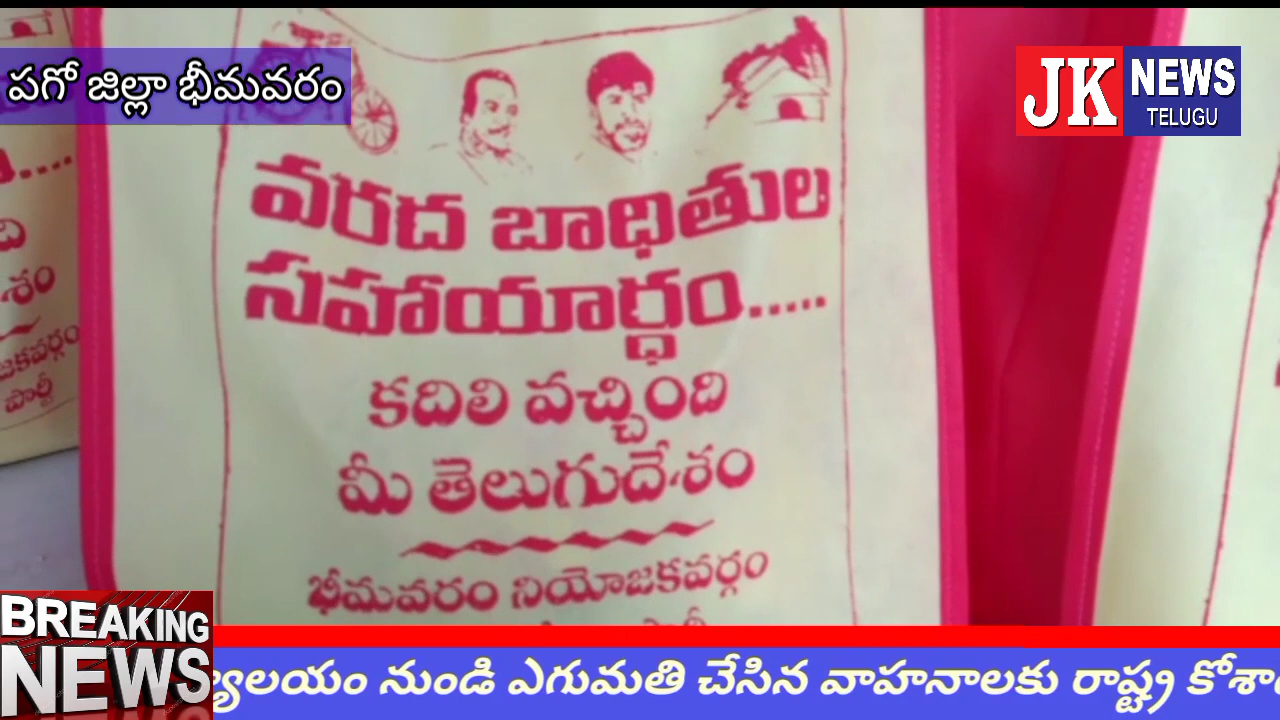 పగో జిల్లా భీమవరం
JK NEWS
TELUGU
వరద బాధితుల
సహాయార్ధం.....
కదిలి వచ్చింది
మీ తెలుగుదేశం
భీమవరం నియోజకవర్గం
పార్టీ
BREAKING
NEWS
నుండి ఎగుమతి చేసిన వాహనాలకు రాష్ట్ర